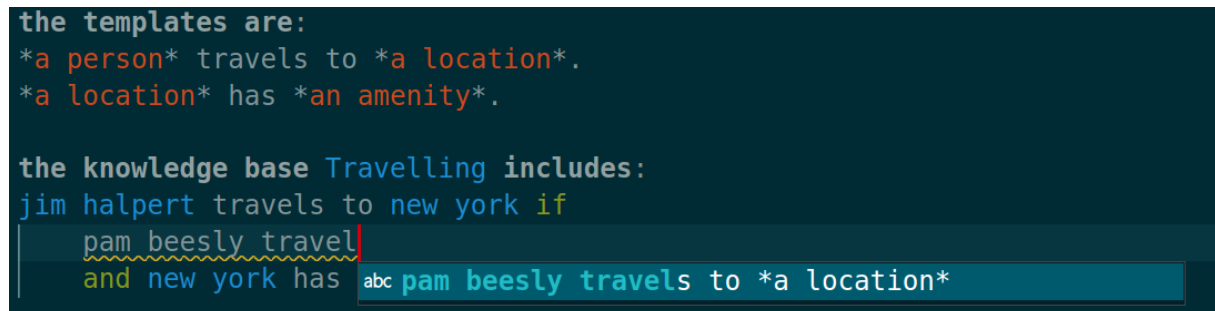 the templates are:
*a person* travels to *a location*.
*a location* has *an amenity*.
the knowledge base Travelling includes:
jim halpert travels to new york if
pam beesly travel
and new york has
abc pam beesly travels to *a location*